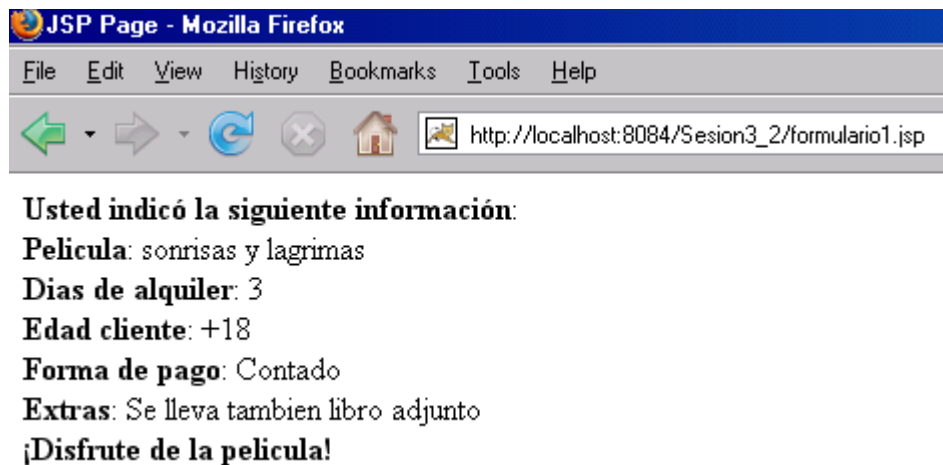 JSP Page - Mozilla Firefox
File Edit View History Bookmarks Tools Help
http://localhost:8084/Sesion3_2/formulario1.jsp
Usted indicó la siguiente información:
Pelicula: sonrisas y lagrimas
Dias de alquiler: 3
Edad cliente: +18
Forma de pago: Contado
Extras: Se lleva tambien libro adjunto
¡Disfrute de la pelicula!